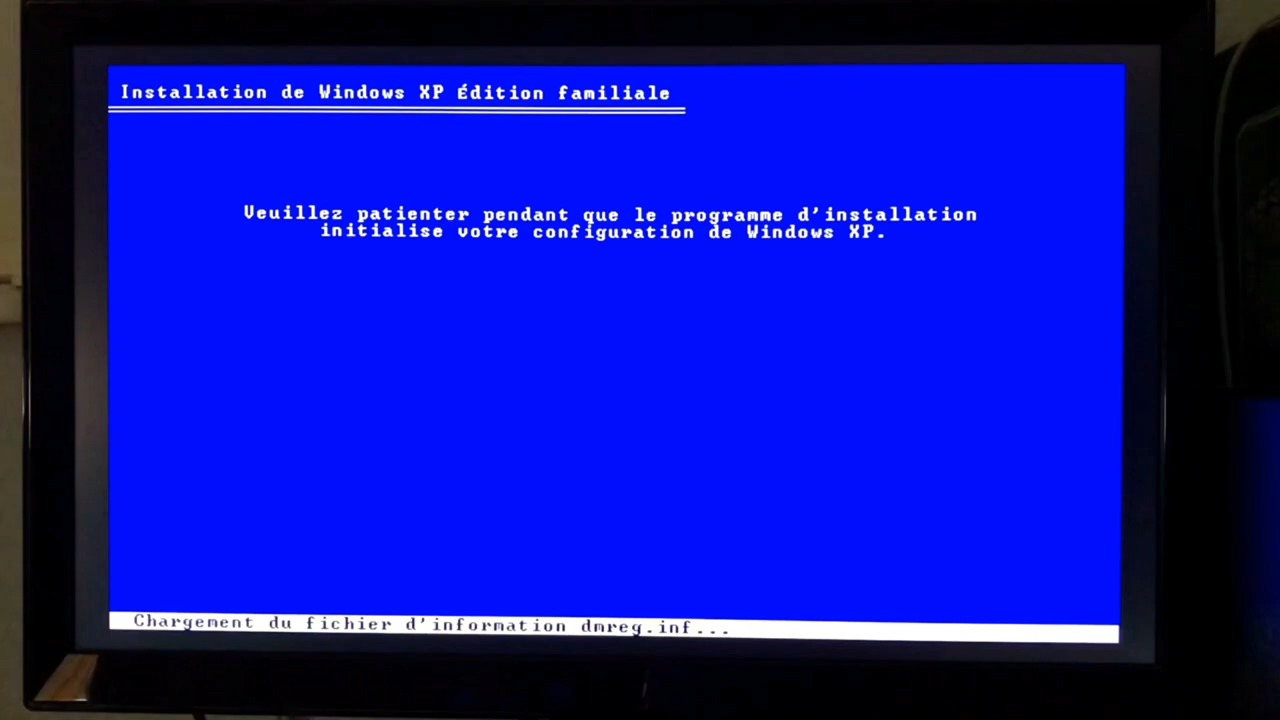 Installation de Windows XP Édition familiale
Veuillez patienter pendant que le programme d'installation
initialise votre configuration de Windows XP.
Chargement du fichier d'information dmreg.inf...